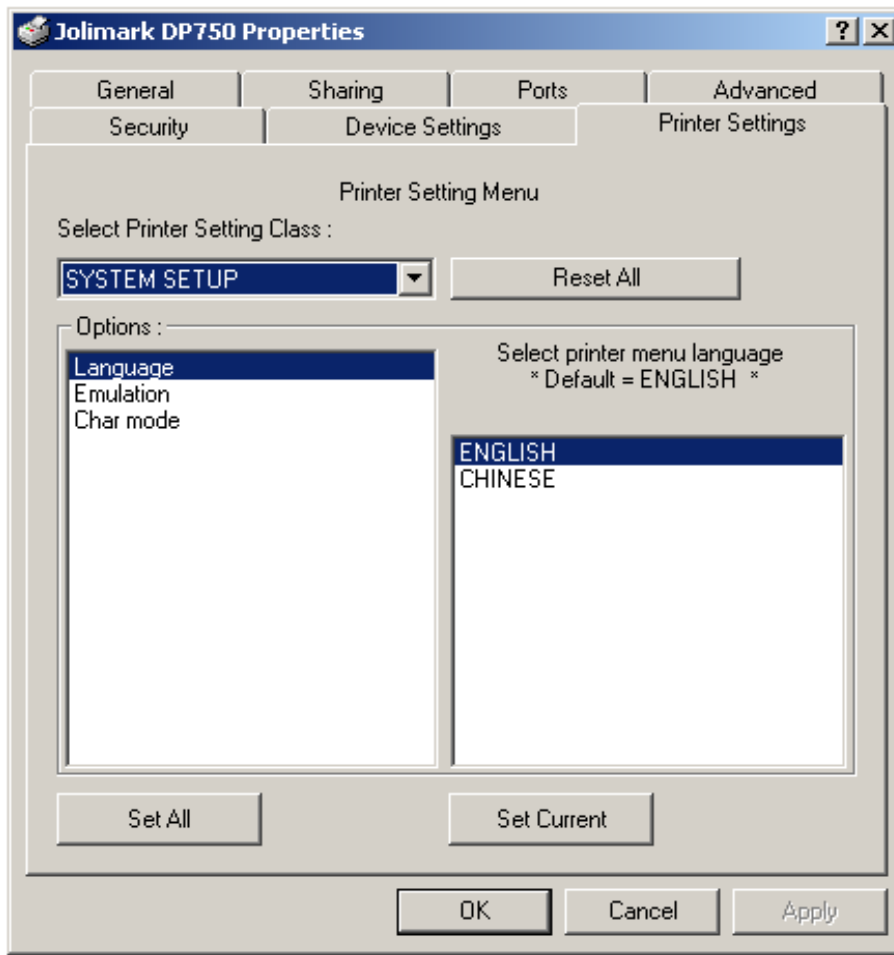 Jolimark DP750 Properties
General Sharing Ports Advanced
Security Device Settings Printer Settings
Printer Setting Menu
Select Printer Setting Class :
SYSTEM SETUP Reset All
Options :
Language
Emulation
Char mode
Select printer menu language
* Default = ENGLISH *
ENGLISH
CHINESE
Set All Set Current
OK Cancel Apply